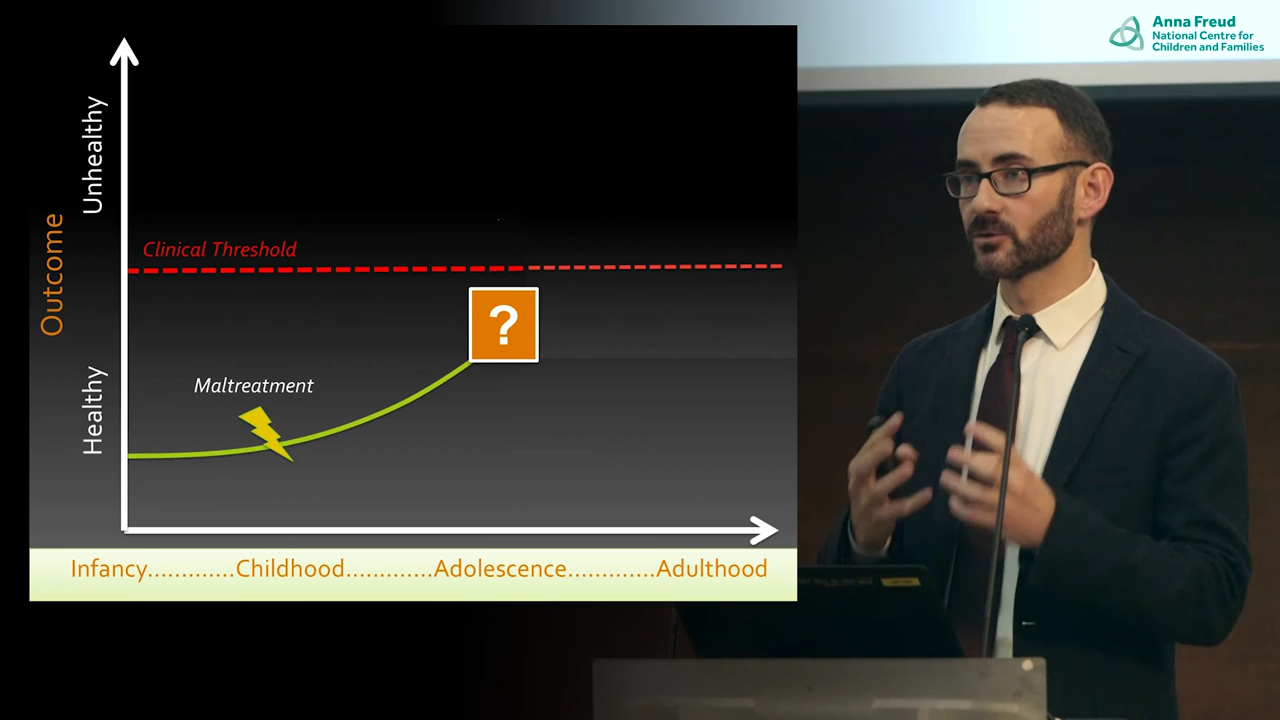 Anna Freud
National Centre for
Children and Families
Unhealthy
Outcome
Healthy
Clinical Threshold
?
Maltreatment
Infancy.............Childhood.............Adolescence.............Adulthood